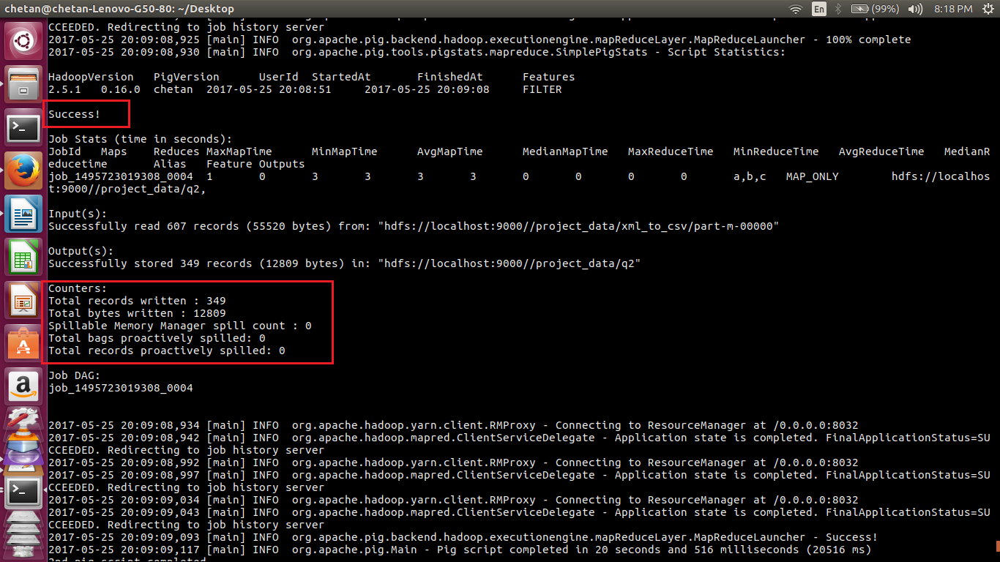 chetan@chetan-Lenovo-G50-80: ~/Desktop
En
(99%)
8:18 PM
CCEEDED. Redirecting to job history server
2017-05-25 20:09:08,925 [main] INFO  org.apache.pig.backend.hadoop.executionengine.mapReduceLayer.MapReduceLauncher - 100% complete
2017-05-25 20:09:08,930 [main] INFO  org.apache.pig.tools.pigstats.mapreduce.SimplePigStats - Script Statistics:
HadoopVersion   PigVersion      UserId  StartedAt       FinishedAt      Features
2.5.1   0.16.0  chetan  2017-05-25 20:08:51     2017-05-25 20:09:08     FILTER
Success!
Job Stats (time in seconds):
JobId   Maps    Reduces MaxMapTime      MinMapTime      AvgMapTime      MedianMapTime   MaxReduceTime   MinReduceTime   AvgReduceTime   MedianR
educetime       Alias   Feature Outputs
job_1495723019308_0004  1       0       3       3       3       3       0       0       0       0       a,b,c   MAP_ONLY        hdfs://localhos
t:9000//project_data/q2,
Input(s):
Successfully read 607 records (55520 bytes) from: "hdfs://localhost:9000//project_data/xml_to_csv/part-m-00000"
Output(s):
Successfully stored 349 records (12809 bytes) in: "hdfs://localhost:9000//project_data/q2"
Counters:
Total records written : 349
Total bytes written : 12809
Spillable Memory Manager spill count : 0
Total bags proactively spilled: 0
Total records proactively spilled: 0
Job DAG:
job_1495723019308_0004
2017-05-25 20:09:08,934 [main] INFO  org.apache.hadoop.yarn.client.RMProxy - Connecting to ResourceManager at /0.0.0.0:8032
2017-05-25 20:09:08,942 [main] INFO  org.apache.hadoop.mapred.ClientServiceDelegate - Application state is completed. FinalApplicationStatus=SU
CCEEDED. Redirecting to job history server
2017-05-25 20:09:08,992 [main] INFO  org.apache.hadoop.yarn.client.RMProxy - Connecting to ResourceManager at /0.0.0.0:8032
2017-05-25 20:09:08,997 [main] INFO  org.apache.hadoop.mapred.ClientServiceDelegate - Application state is completed. FinalApplicationStatus=SU
CCEEDED. Redirecting to job history server
2017-05-25 20:09:09,034 [main] INFO  org.apache.hadoop.yarn.client.RMProxy - Connecting to ResourceManager at /0.0.0.0:8032
2017-05-25 20:09:09,043 [main] INFO  org.apache.hadoop.mapred.ClientServiceDelegate - Application state is completed. FinalApplicationStatus=SU
CCEEDED. Redirecting to job history server
2017-05-25 20:09:09,093 [main] INFO  org.apache.pig.backend.hadoop.executionengine.mapReduceLayer.MapReduceLauncher - Success!
2017-05-25 20:09:09,117 [main] INFO  org.apache.pig.Main - Pig script completed in 20 seconds and 516 milliseconds (20516 ms)
2nd pig script completed